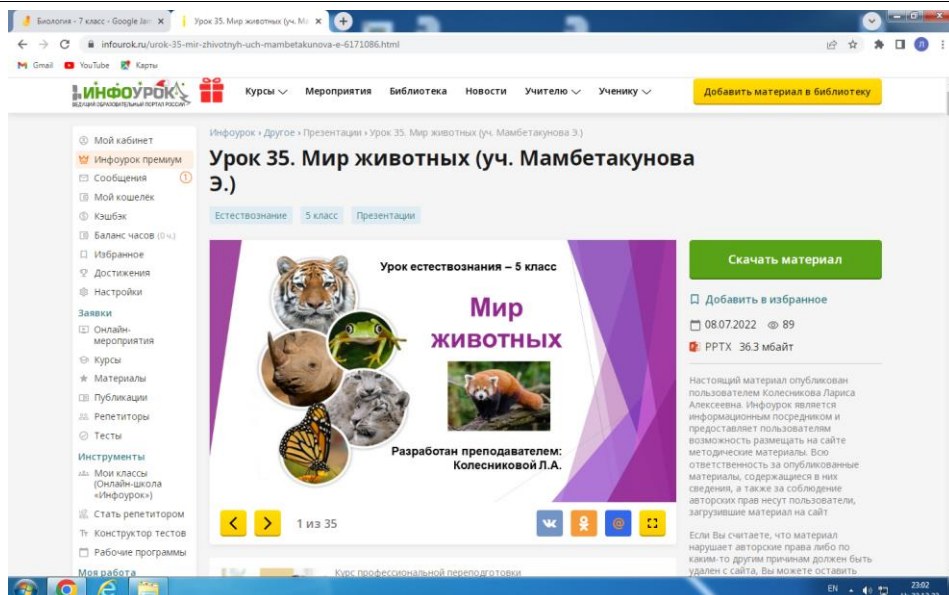 Биология - 7 класс - Google Jam
Урок 35. Мир животных (уч. Ма
infourok.ru/urok-35-mir-zhivotnyh-uch-mambetakunova-e-6171086.html
Л
Gmail YouTube Карты
ИНФОУРОК
ВЕДУЩИЙ ОБРАЗОВАТЕЛЬНЫЙ ПОРТАЛ РОССИИ
Курсы Мероприятия Библиотека Новости Учителю Ученику
Добавить материал в библиотеку
Мой кабинет
Инфоурок премиум
Сообщения 1
Мой кошелек
Кэшбэк
Баланс часов (0 ч.)
Избранное
Достижения
Настройки
Заявки
Онлайн-
мероприятия
Курсы
Материалы
Публикации
Репетиторы
Тесты
Инструменты
Мои классы
(Онлайн-школа
«Инфоурок»)
Стать репетитором
Конструктор тестов
Рабочие программы
Моя работа
Инфоурок › Другое › Презентации › Урок 35. Мир животных (уч. Мамбетакунова Э.)
Урок 35. Мир животных (уч. Мамбетакунова
Э.)
Естествознание 5 класс Презентации
Урок естествознания – 5 класс
Мир
животных
Разработан преподавателем:
Колесниковой Л.А.
1 из 35
Курс профессиональной переподготовки
Скачать материал
Добавить в избранное
08.07.2022 89
PPTX 36.3 мбайт
Настоящий материал опубликован
пользователем Колесникова Лариса
Алексеевна. Инфоурок является
информационным посредником и
предоставляет пользователям
возможность размещать на сайте
методические материалы. Всю
ответственность за опубликованные
материалы, содержащиеся в них
сведения, а также за соблюдение
авторских прав несут пользователи,
загрузившие материал на сайт
Если Вы считаете, что материал
нарушает авторские права либо по
каким-то другим причинам должен быть
удален с сайта, Вы можете оставить
EN 23:02